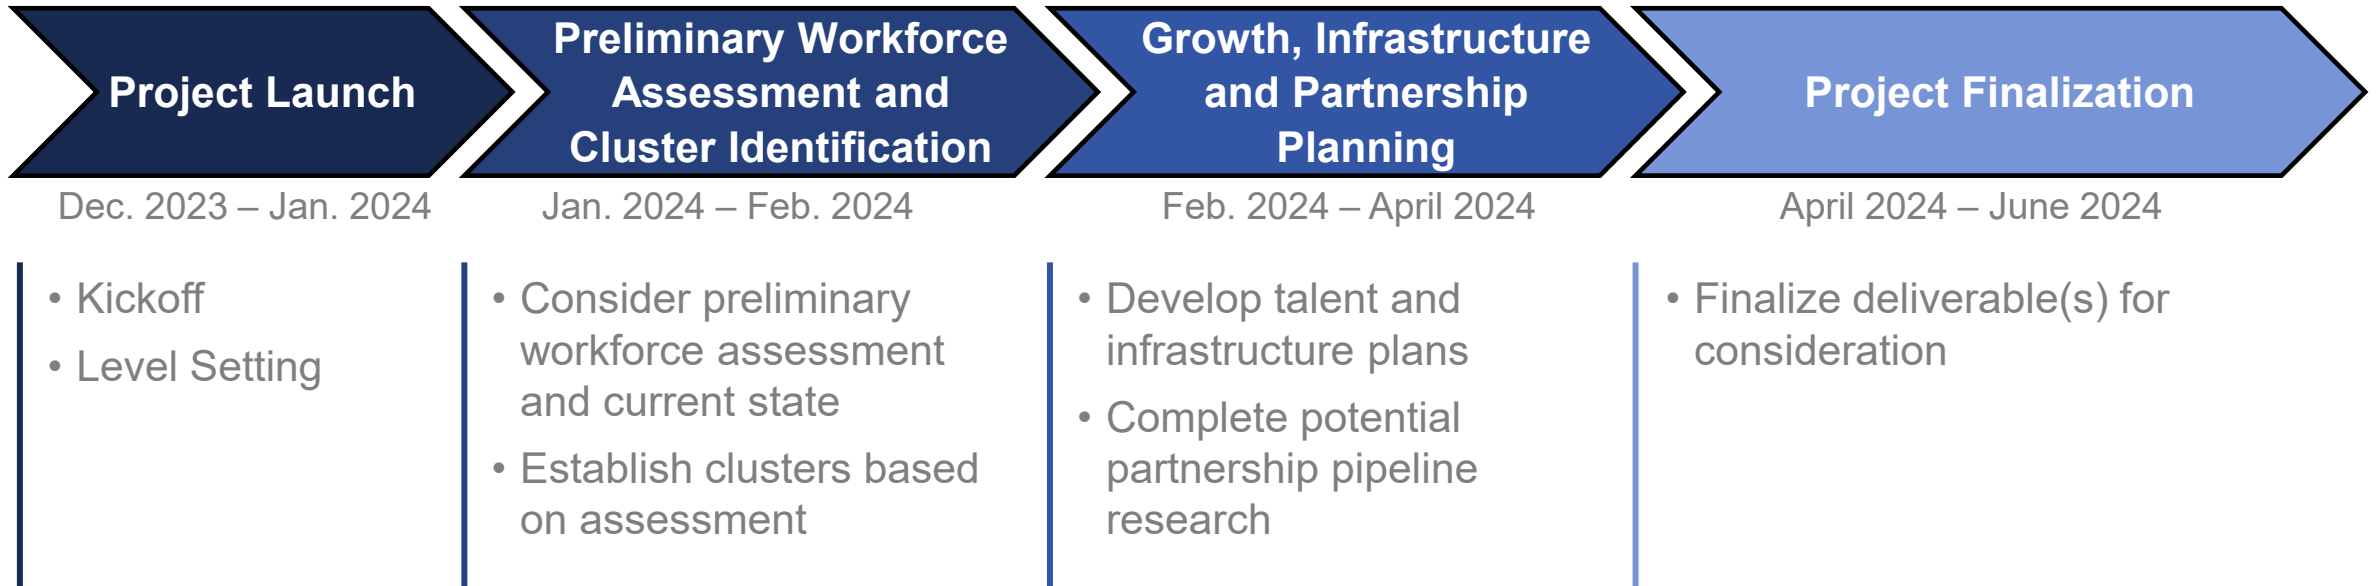 Project Launch
Dec. 2023 – Jan. 2024
• Kickoff
• Level Setting
Preliminary Workforce
Assessment and
Cluster Identification
Jan. 2024 – Feb. 2024
• Consider preliminary
workforce assessment
and current state
• Establish clusters based
on assessment
Growth, Infrastructure
and Partnership
Planning
Feb. 2024 – April 2024
• Develop talent and
infrastructure plans
• Complete potential
partnership pipeline
research
Project Finalization
April 2024 – June 2024
• Finalize deliverable(s) for
consideration